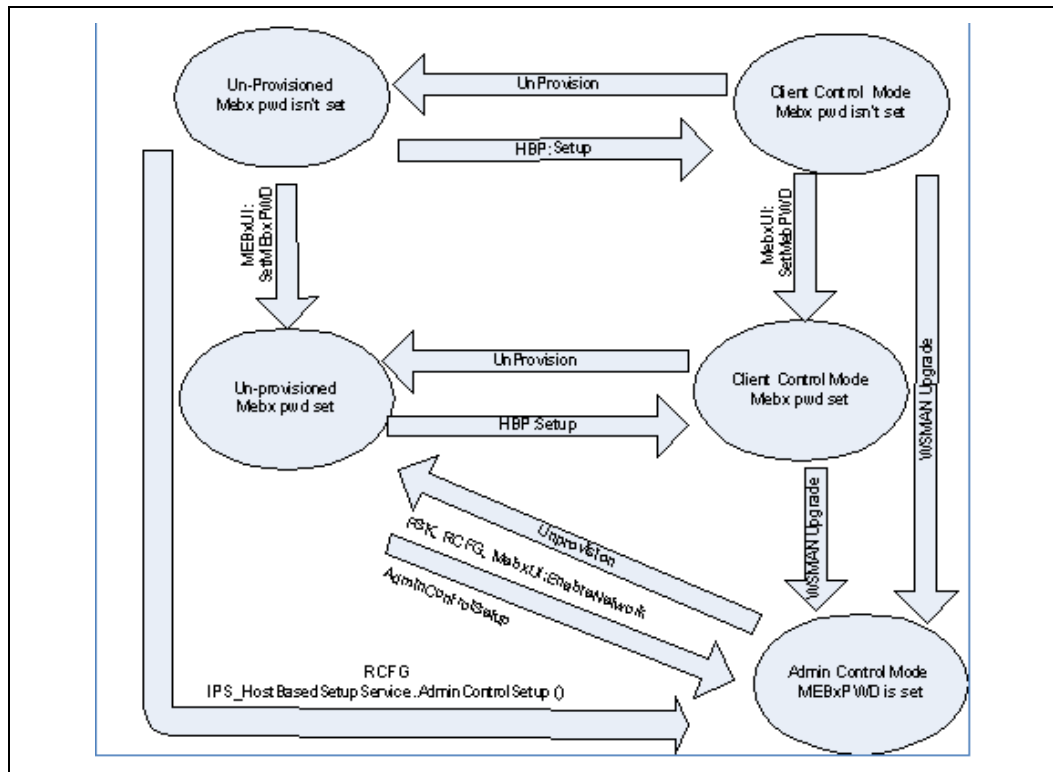 Un-Provisioned
Mebx pwd isn't set
UnProvision
Client Control Mode
Mebx pwd isn't set
HBP:Setup
MEBxUI:
SetMEBxPWD
MebxUI:
SetMebPWD
WSMAN Upgrade
UnProvision
Un-provisioned
Mebx pwd set
Client Control Mode
Mebx pwd set
HBP:Setup
WSMAN Upgrade
Unprovision
PSK, RCFG, MebxUI:EnableNetwork
AdminControlSetup
RCFG
IPS_HostBasedSetupService.AdminControlSetup()
Admin Control Mode
MEBxPWD is set